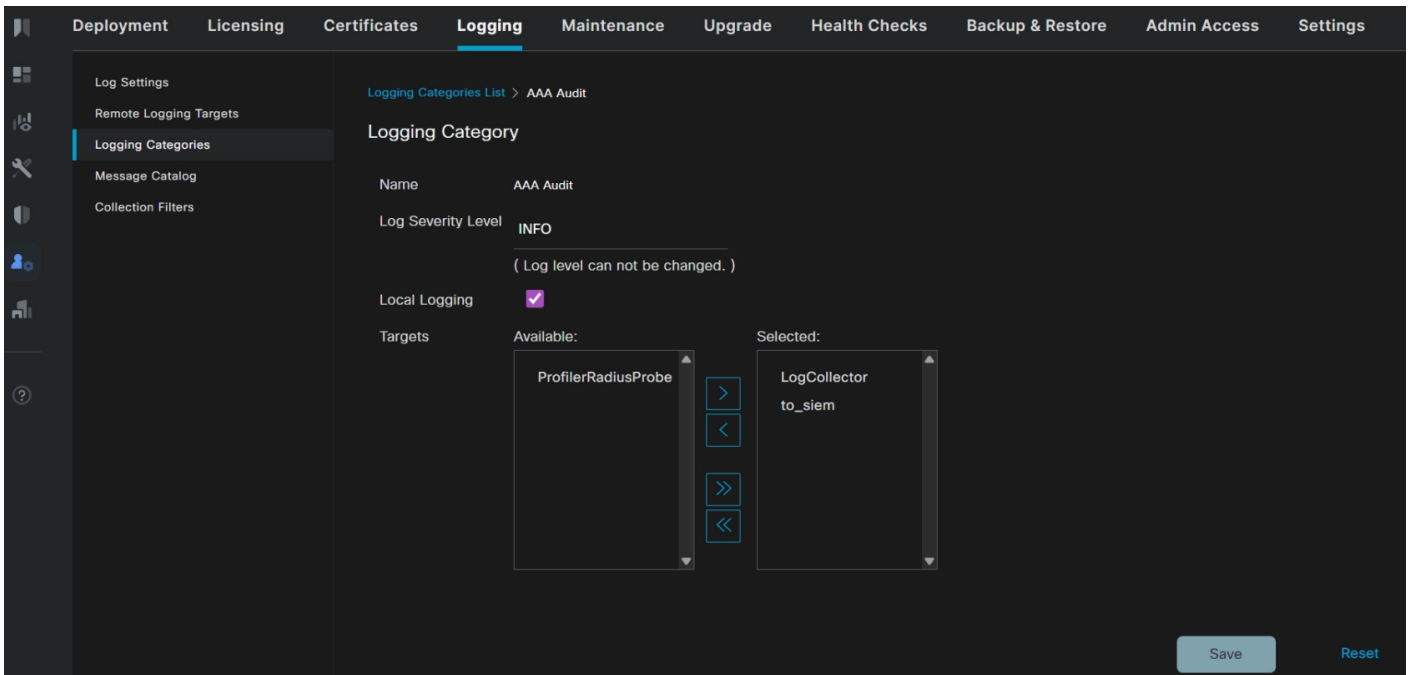 Deployment Licensing Certificates Logging Maintenance Upgrade Health Checks Backup & Restore Admin Access Settings
Log Settings
Remote Logging Targets
Logging Categories
Message Catalog
Collection Filters
Logging Categories List > AAA Audit
Logging Category
Name AAA Audit
Log Severity Level INFO
( Log level can not be changed. )
Local Logging
Targets Available: Selected:
ProfilerRadiusProbe LogCollector
to_siem
Save Reset